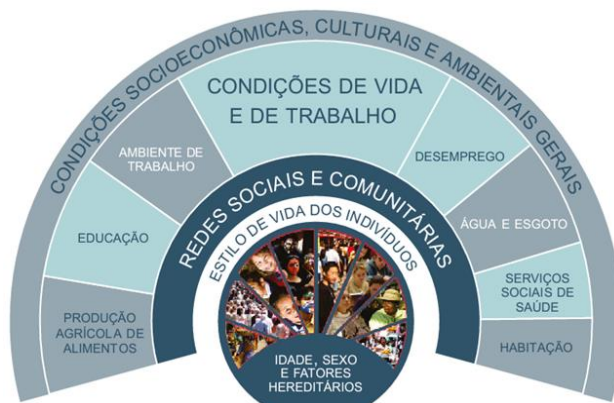 CONDIÇÕES SOCIOECONÔMICAS, CULTURAIS E AMBIENTAIS GERAIS
CONDIÇÕES DE VIDA
E DE TRABALHO
AMBIENTE DE
TRABALHO
DESEMPREGO
EDUCAÇÃO
ÁGUA E ESGOTO
PRODUÇÃO
AGRÍCOLA DE
ALIMENTOS
SERVIÇOS
SOCIAIS DE
SAÚDE
HABITAÇÃO
REDES SOCIAIS E COMUNITÁRIAS
ESTILO DE VIDA DOS INDIVÍDUOS
IDADE, SEXO
E FATORES
HEREDITÁRIOS